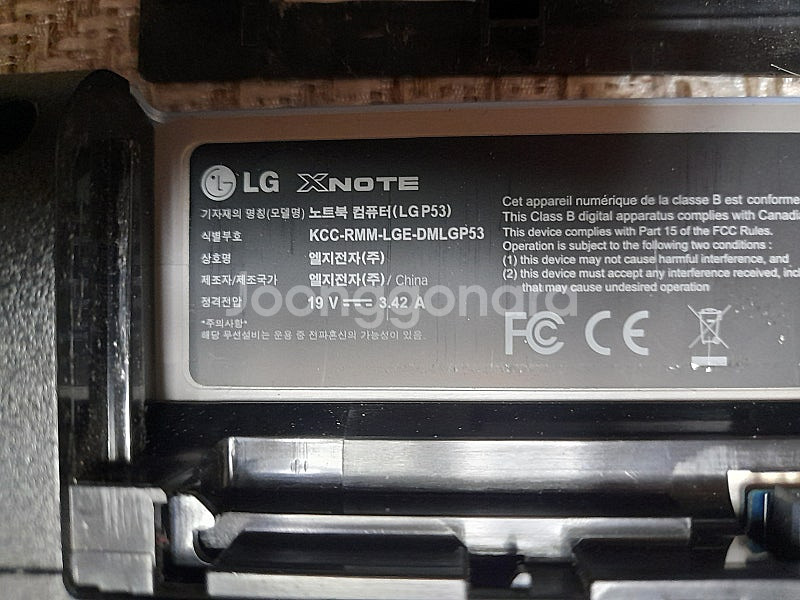 LG XNOTE
기자재의 명칭(모델명) 노트북 컴퓨터(LG P53)
식별부호 KCC-RMM-LGE-DMLGP53
상호명 엘지전자(주)
제조자/제조국가 엘지전자(주)/ China
정격전압 19 V 3.42 A
*주의사항*
해당 무선설비는 운용 중 전파혼신의 가능성이 있음.
Cet appareil numérique de la classe B est conforme
This Class B digital apparatus complies with Canadi
This device complies with Part 15 of the FCC Rules.
Operation is subject to the following two conditions :
(1) this device may not cause harmful interference, and
(2) this device must accept any interference received, incl
that may cause undesired operation
FC CE
Joonggonara